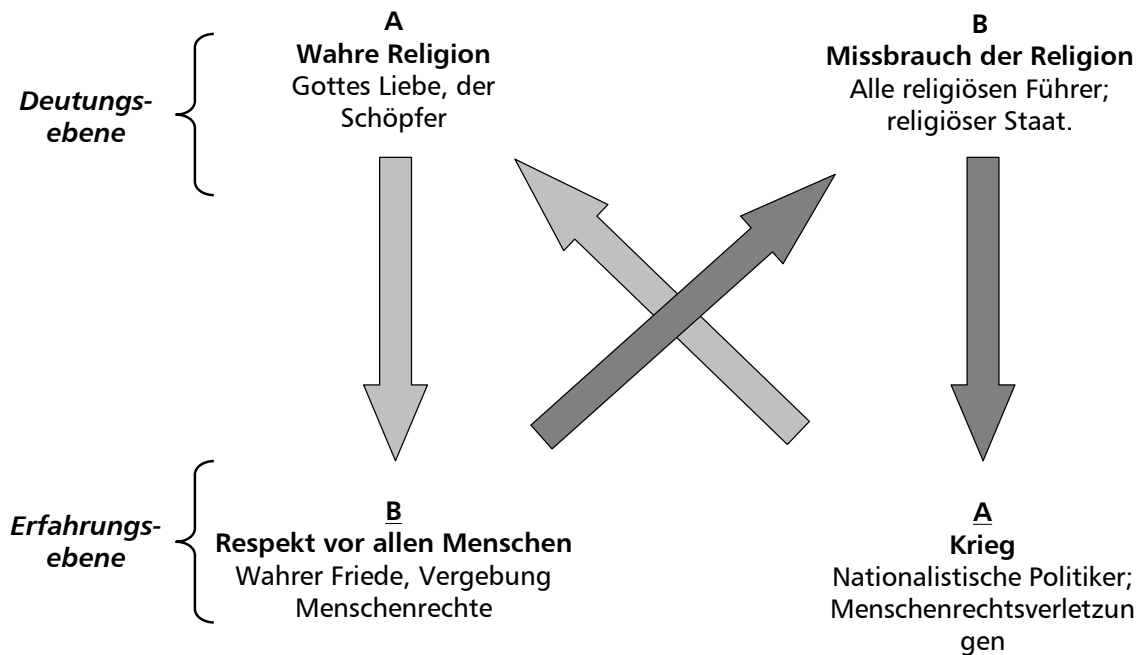 A
Wahre Religion
Gottes Liebe, der
Schöpfer
B
Missbrauch der Religion
Alle religiösen Führer;
religiöser Staat.
Deutungs-
ebene
Erfahrungs-
ebene
B
Respekt vor allen Menschen
Wahrer Friede, Vergebung
Menschenrechte
A
Krieg
Nationalistische Politiker;
Menschenrechtsverletzun
gen